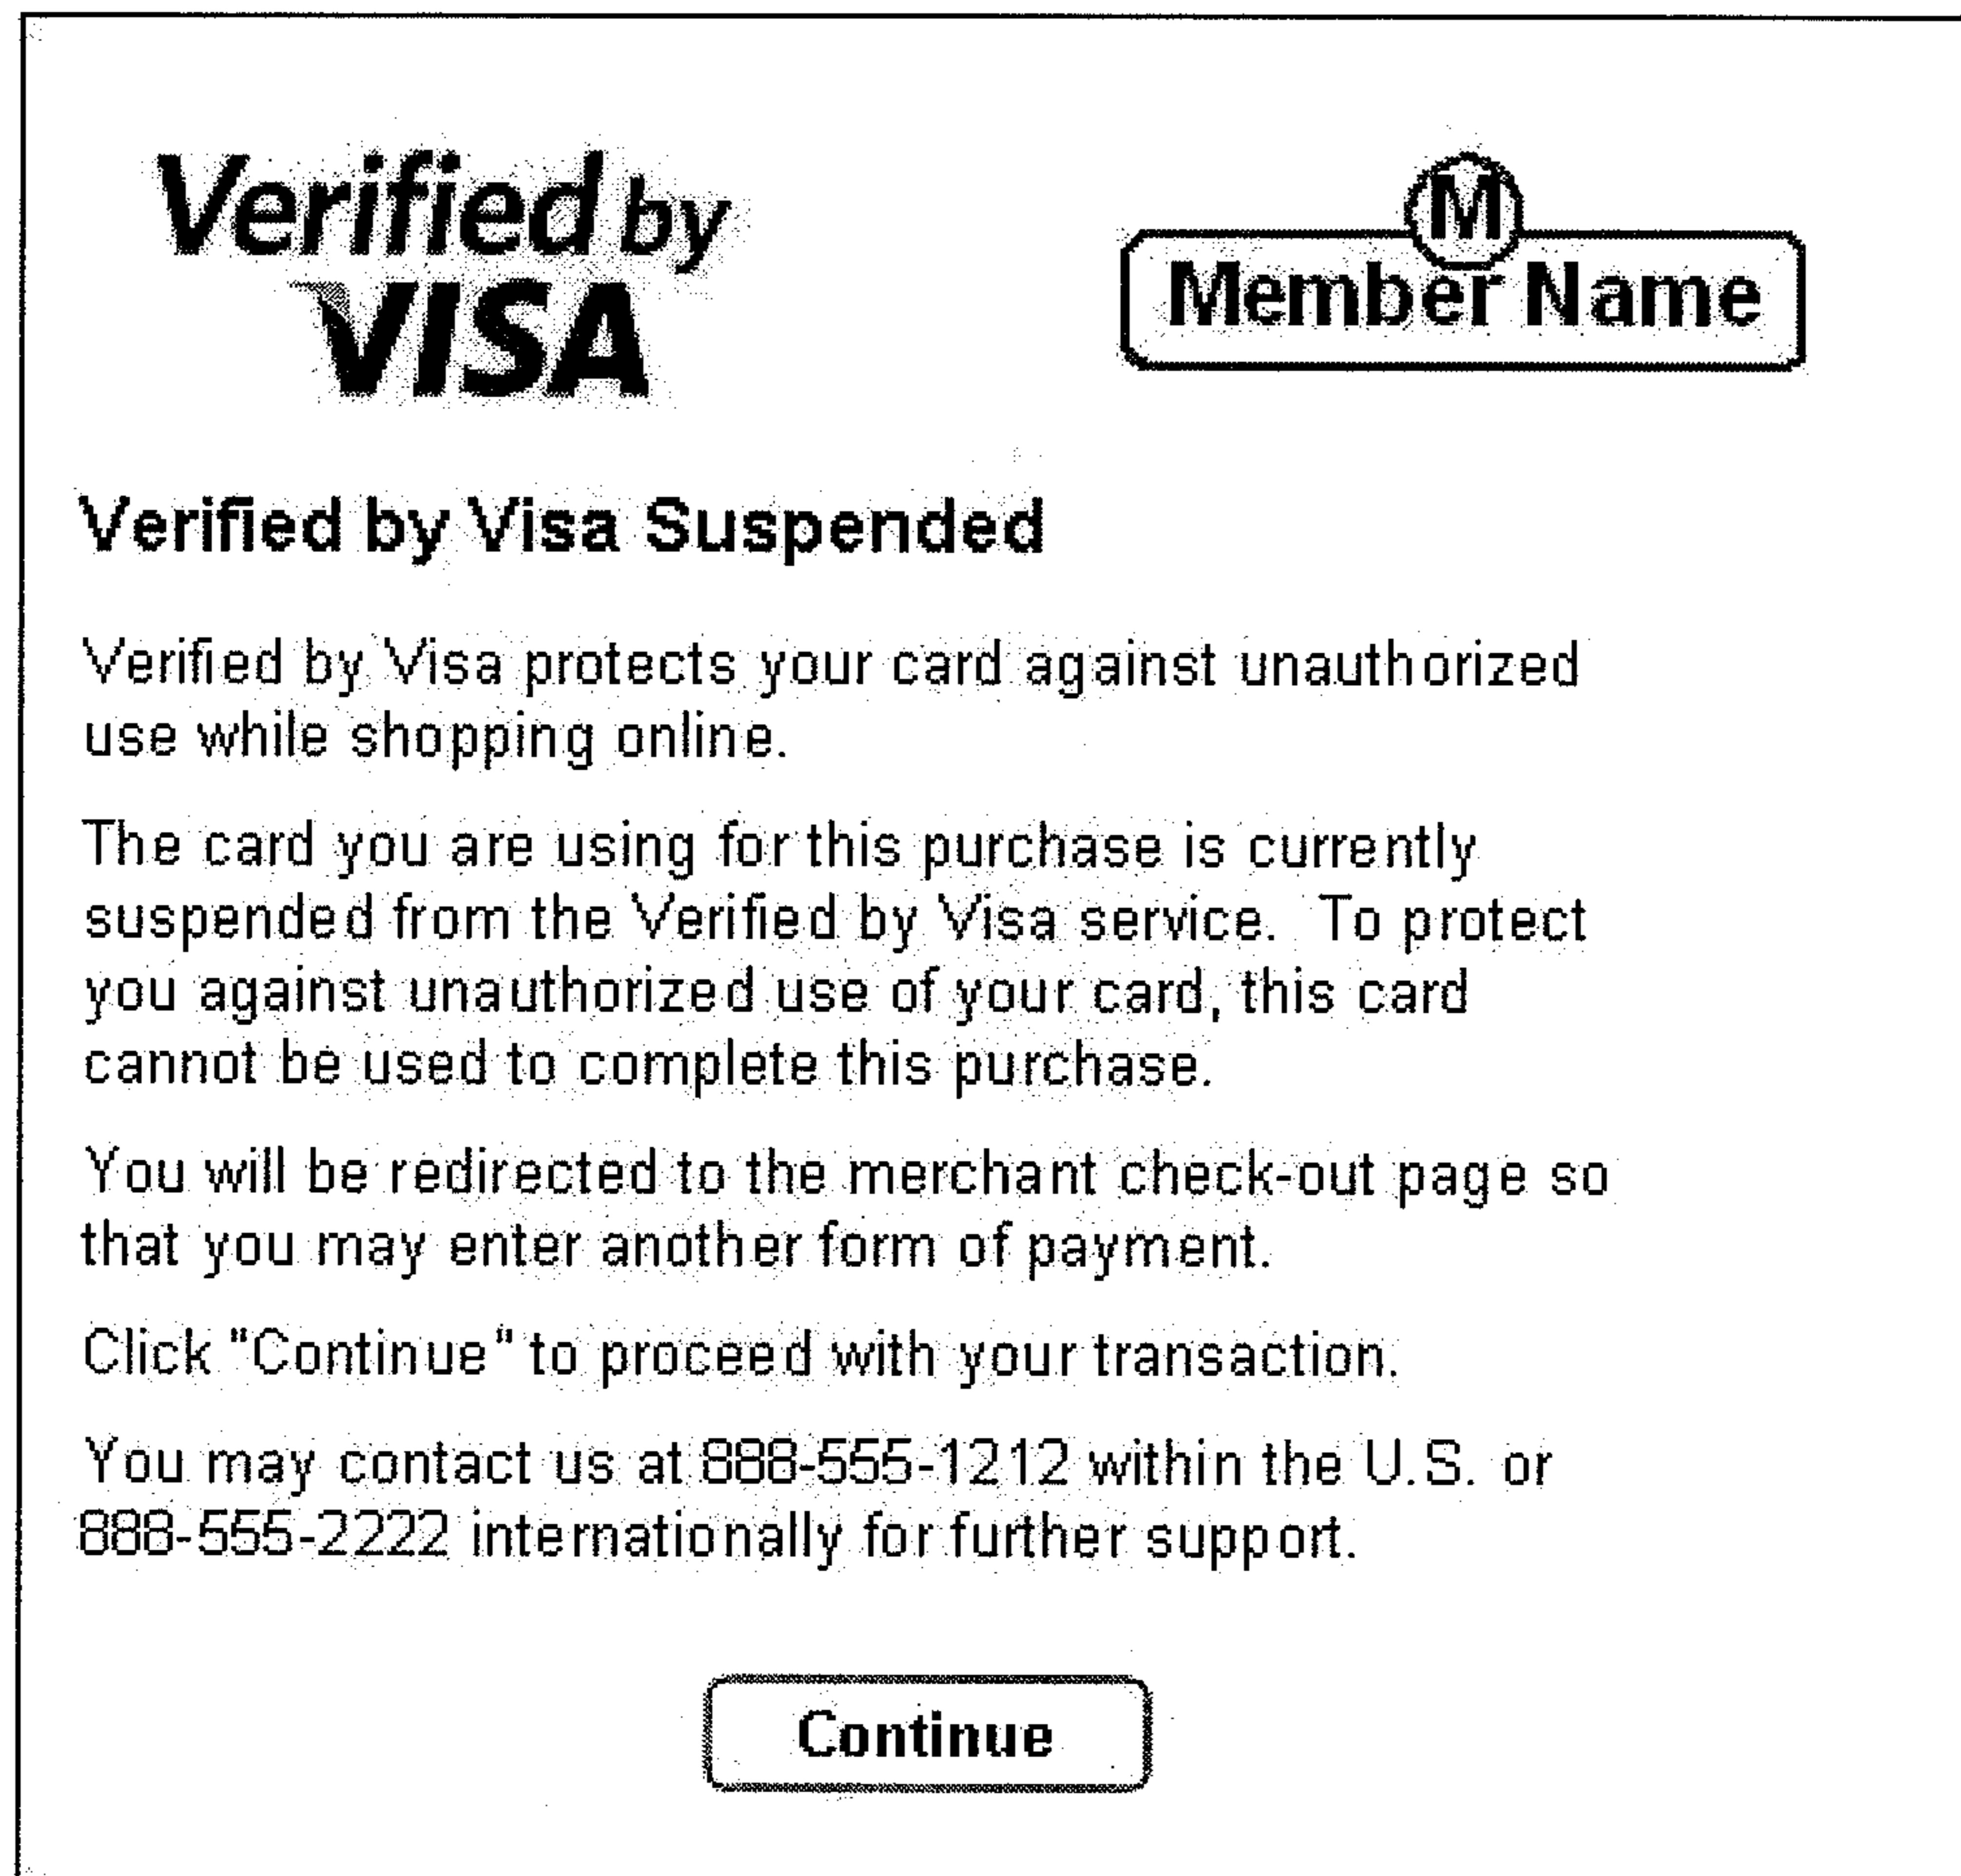 Verified by
VISA
M
Member Name
Verified by Visa Suspended
Verified by Visa protects your card against unauthorized
use while shopping online.
The card you are using for this purchase is currently
suspended from the Verified by Visa service. To protect
you against unauthorized use of your card, this card
cannot be used to complete this purchase.
You will be redirected to the merchant check-out page so
that you may enter another form of payment.
Click "Continue" to proceed with your transaction.
You may contact us at 888-555-1212 within the U.S. or
888-555-2222 internationally for further support.
Continue